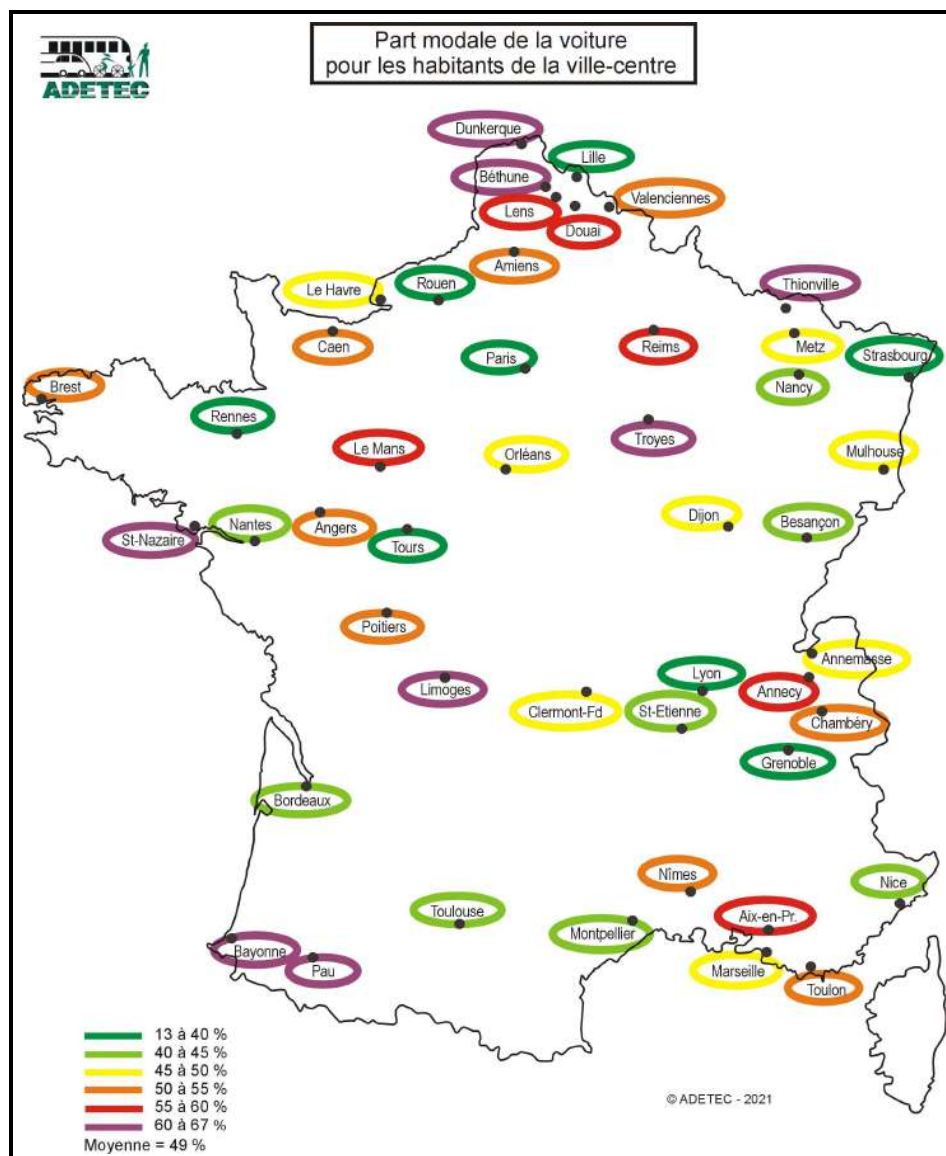 ADETEC
Part modale de la voiture
pour les habitants de la ville-centre
Dunkerque
Lille
Béthune
Valenciennes
Lens
Douai
Amiens
Le Havre
Rouen
Thionville
Caen
Paris
Reims
Metz
Strasbourg
Brest
Nancy
Rennes
Troyes
Le Mans
Orléans
Mulhouse
Dijon
Nantes
Angers
Besançon
St-Nazaire
Tours
Poitiers
Annemasse
Lyon
Limoges
Annecy
Clermont-Fd
St-Etienne
Chambéry
Grenoble
Bordeaux
Nîmes
Nice
Toulouse
Aix-en-Pr.
Montpellier
Bayonne
Pau
Marseille
Toulon
13 à 40 %
40 à 45 %
45 à 50 %
50 à 55 %
55 à 60 %
60 à 67 %
Moyenne = 49 %
© ADETEC - 2021